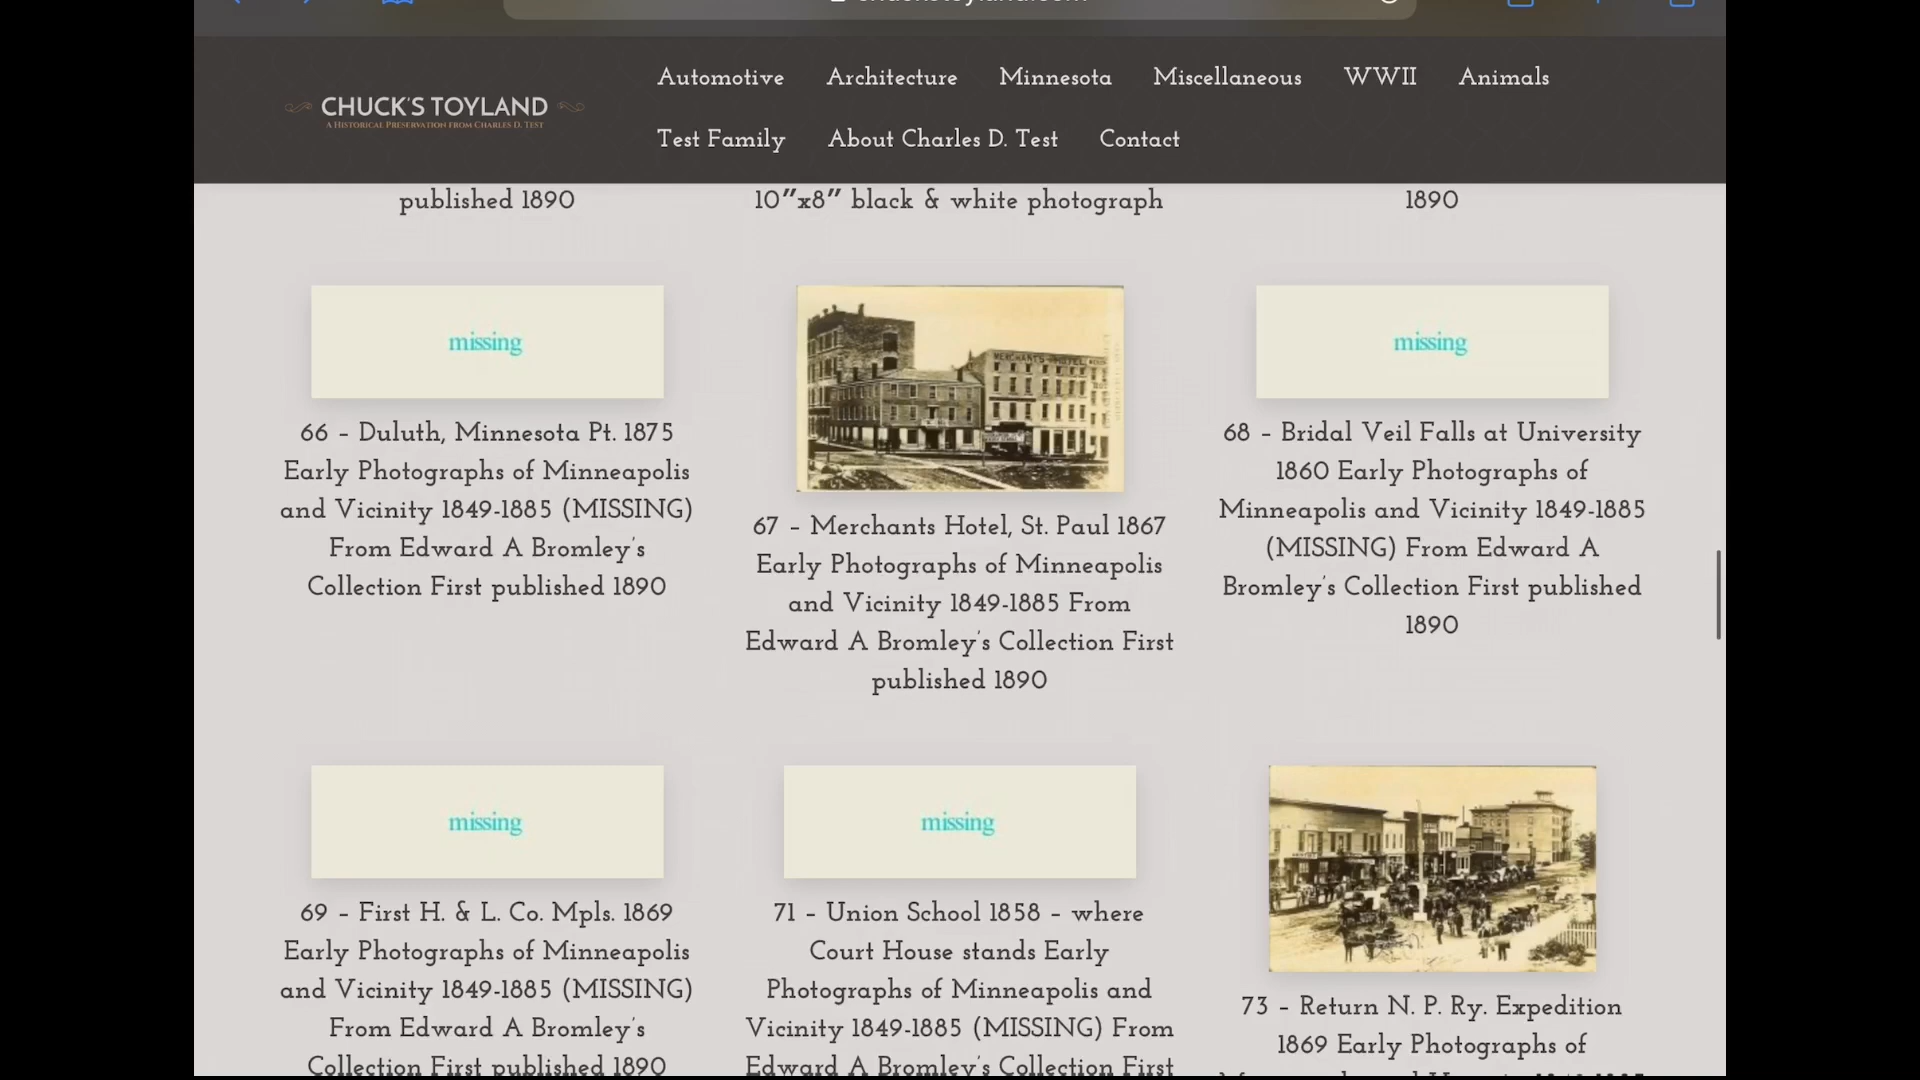 CHUCK'S TOYLAND
A Historical Preservation from Charles D. Test
Automotive Architecture Minnesota Miscellaneous WWII Animals
Test Family About Charles D. Test Contact
published 1890
10"x8" black & white photograph
1890
missing
66 – Duluth, Minnesota Pt. 1875
Early Photographs of Minneapolis
and Vicinity 1849-1885 (MISSING)
From Edward A Bromley's
Collection First published 1890
MERCHANTS HOTEL
67 – Merchants Hotel, St. Paul 1867
Early Photographs of Minneapolis
and Vicinity 1849-1885 From
Edward A Bromley's Collection First
published 1890
missing
68 – Bridal Veil Falls at University
1860 Early Photographs of
Minneapolis and Vicinity 1849-1885
(MISSING) From Edward A
Bromley's Collection First published
1890
missing
69 – First H. & L. Co. Mpls. 1869
Early Photographs of Minneapolis
and Vicinity 1849-1885 (MISSING)
From Edward A Bromley's
Collection First published 1890
missing
71 – Union School 1858 – where
Court House stands Early
Photographs of Minneapolis and
Vicinity 1849-1885 (MISSING) From
Edward A Bromley's Collection First
73 – Return N. P. Ry. Expedition
1869 Early Photographs of